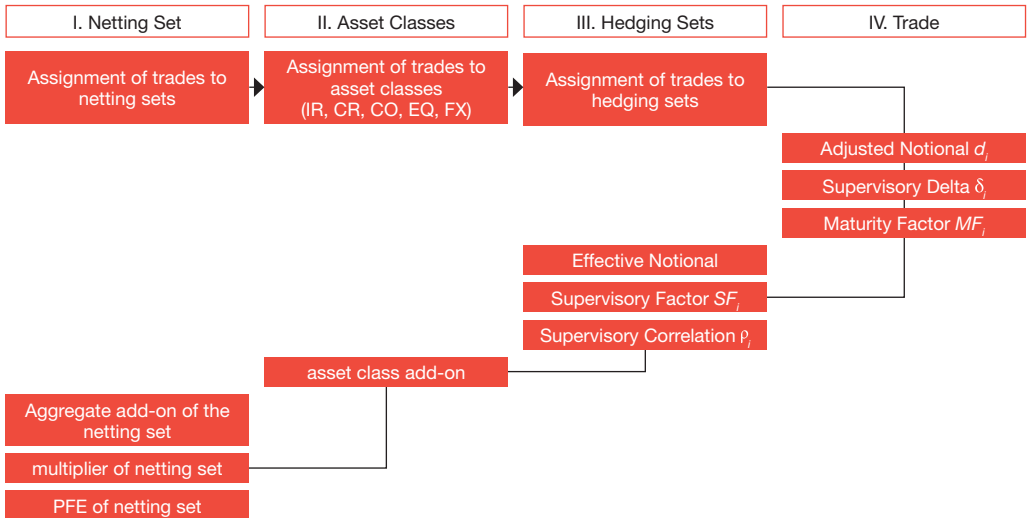 I. Netting Set
II. Asset Classes
III. Hedging Sets
IV. Trade
Assignment of trades to
netting sets
Assignment of trades to
asset classes
(IR, CR, CO, EQ, FX)
Assignment of trades to
hedging sets
Adjusted Notional dᵢ
Supervisory Delta δᵢ
Maturity Factor MFᵢ
Effective Notional
Supervisory Factor SFᵢ
Supervisory Correlation ρᵢ
asset class add-on
Aggregate add-on of the
netting set
multiplier of netting set
PFE of netting set